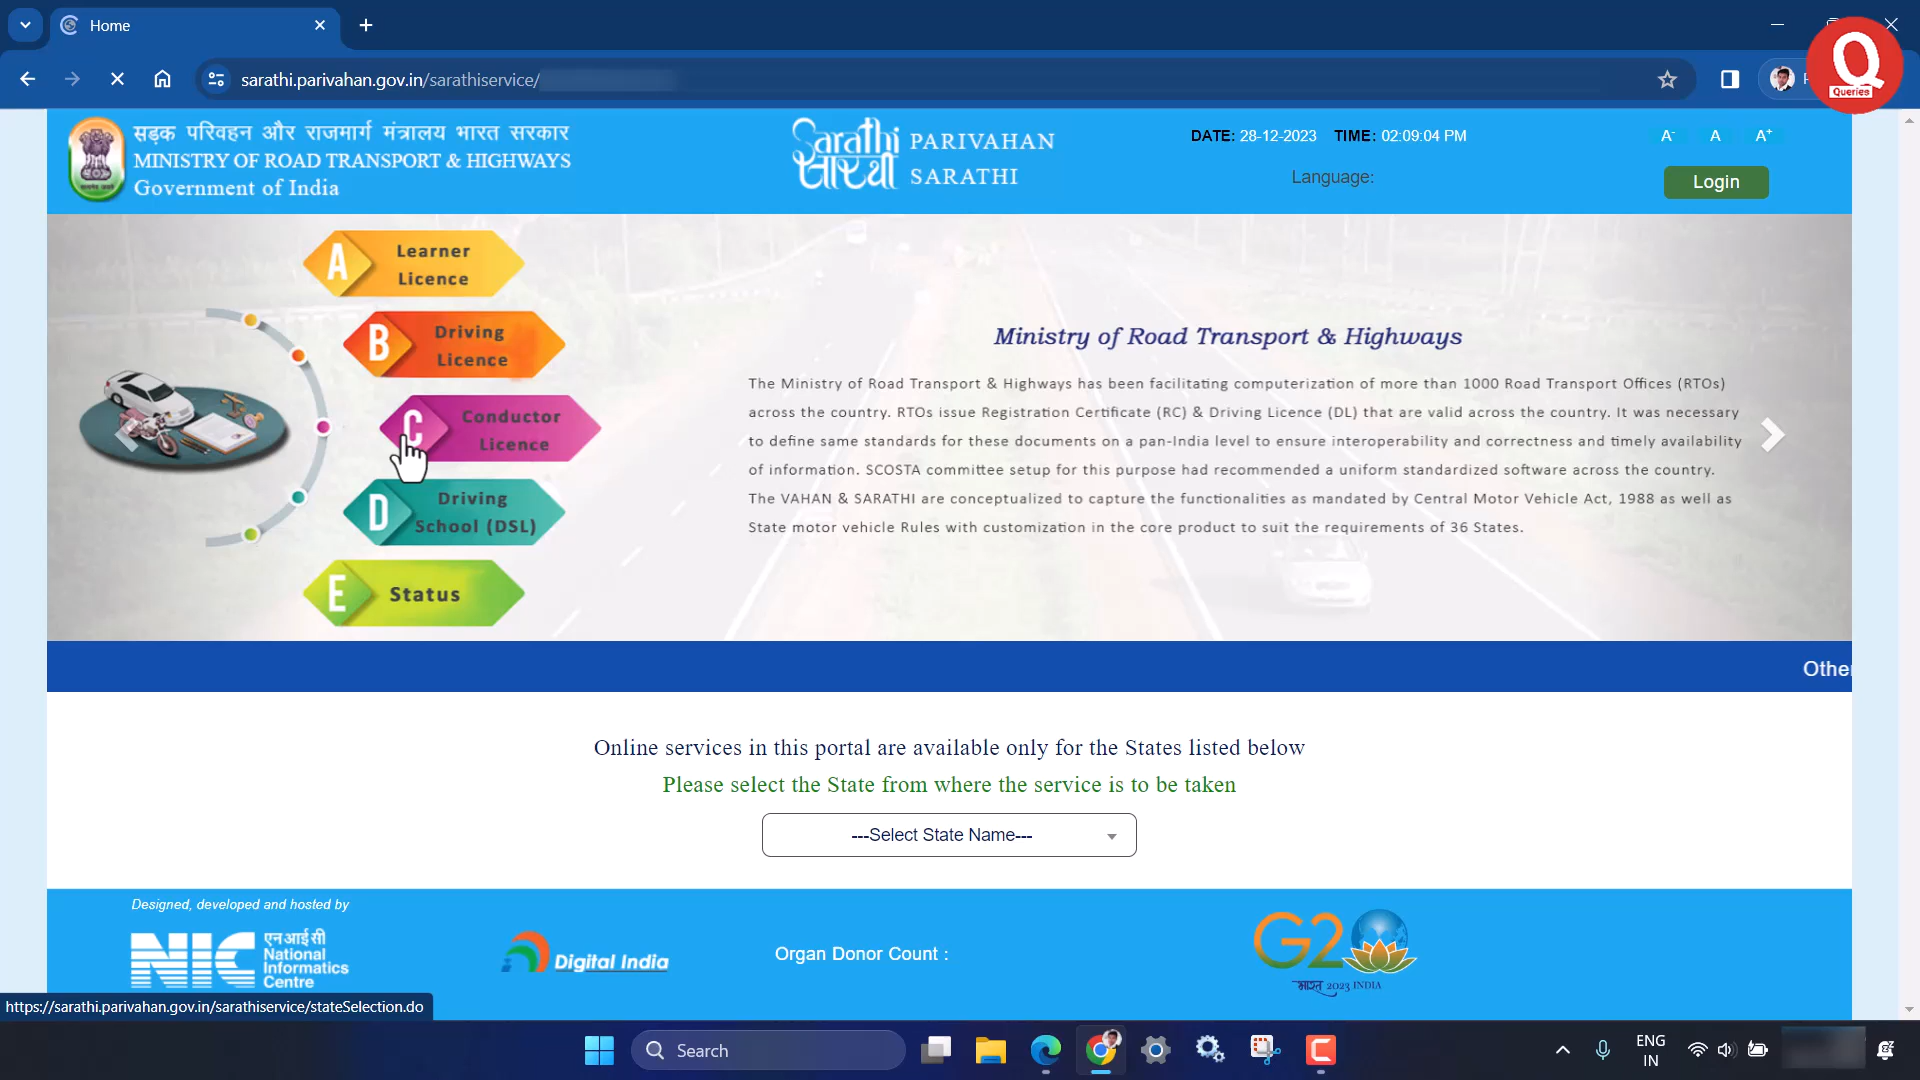 Home
sarathi.parivahan.gov.in/sarathiservice/
Queries
सड़क परिवहन और राजमार्ग मंत्रालय भारत सरकार
MINISTRY OF ROAD TRANSPORT & HIGHWAYS
Government of India
Sarathi
सारथी
PARIVAHAN
SARATHI
DATE: 28-12-2023 TIME: 02:09:04 PM
Language:
A- A A+
Login
A Learner
Licence
B Driving
Licence
C Conductor
Licence
D Driving
School (DSL)
E Status
Ministry of Road Transport & Highways
The Ministry of Road Transport & Highways has been facilitating computerization of more than 1000 Road Transport Offices (RTOs)
across the country. RTOs issue Registration Certificate (RC) & Driving Licence (DL) that are valid across the country. It was necessary
to define same standards for these documents on a pan-India level to ensure interoperability and correctness and timely availability
of information. SCOSTA committee setup for this purpose had recommended a uniform standardized software across the country.
The VAHAN & SARATHI are conceptualized to capture the functionalities as mandated by Central Motor Vehicle Act, 1988 as well as
State motor vehicle Rules with customization in the core product to suit the requirements of 36 States.
Other
Online services in this portal are available only for the States listed below
Please select the State from where the service is to be taken
---Select State Name---
Designed, developed and hosted by
NIC
एन आई सी
National
Informatics
Centre
Digital India
Organ Donor Count :
G20
भारत 2023 INDIA
https://sarathi.parivahan.gov.in/sarathiservice/stateSelection.do
Search
ENG
IN